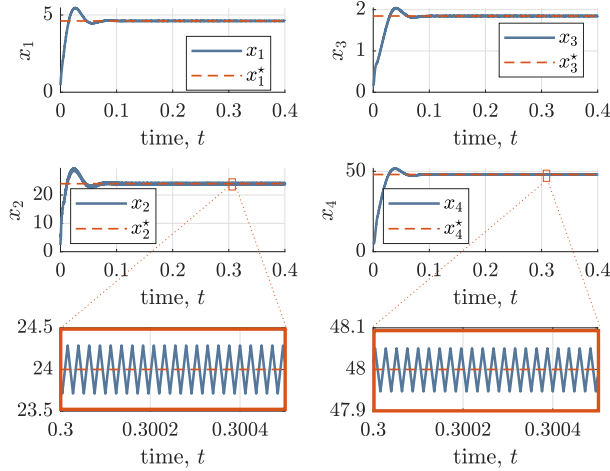 5
0
x₁
x₁
x₁⋆
0 0.1 0.2 0.3 0.4
time, t
2
1
0
x₃
x₃
x₃⋆
0 0.1 0.2 0.3 0.4
time, t
20
10
0
x₂
x₂
x₂⋆
0 0.1 0.2 0.3 0.4
time, t
50
0
x₄
x₄
x₄⋆
0 0.1 0.2 0.3 0.4
time, t
24.5
24
23.5
0.3 0.3002 0.3004
time, t
48.1
48
47.9
0.3 0.3002 0.3004
time, t